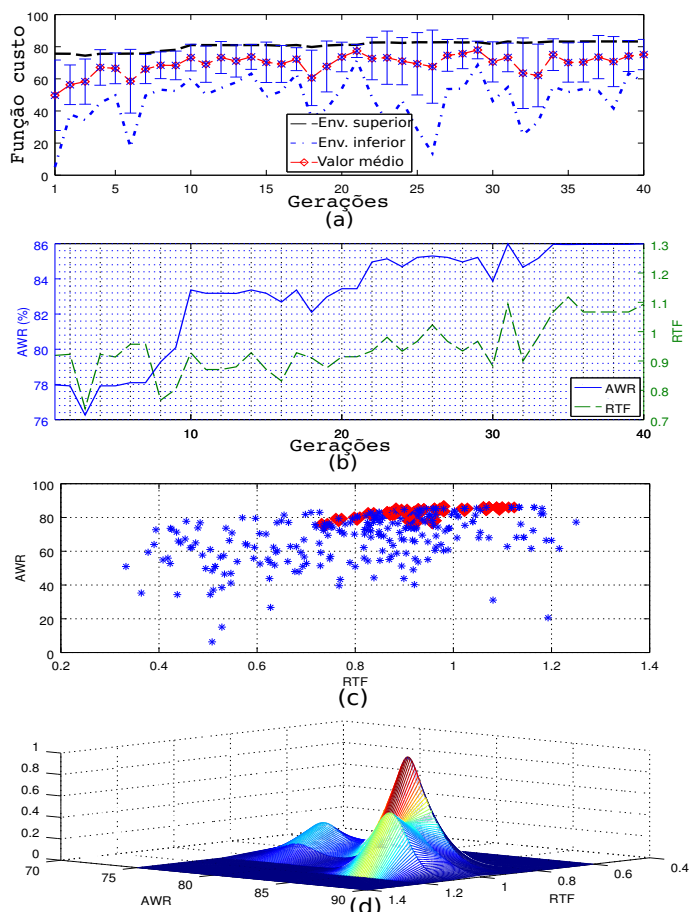 Função custo
100
80
60
40
20
0
Env. superior
Env. inferior
Valor médio
1 5 10 15 20 25 30 35 40
Gerações
(a)
AWR (%)
86
84
82
80
78
76
1.3
1.2
1.1
1
0.9
0.8
0.7
RTF
AWR
RTF
10 20 30 40
Gerações
(b)
AWR
100
80
60
40
20
0
0.2 0.4 0.6 0.8 1 1.2 1.4
RTF
(c)
1
0.8
0.6
0.4
0.2
0
70
75
80
85
90
AWR
1.4
1.2
1
0.8
0.6
0.4
RTF
(d)